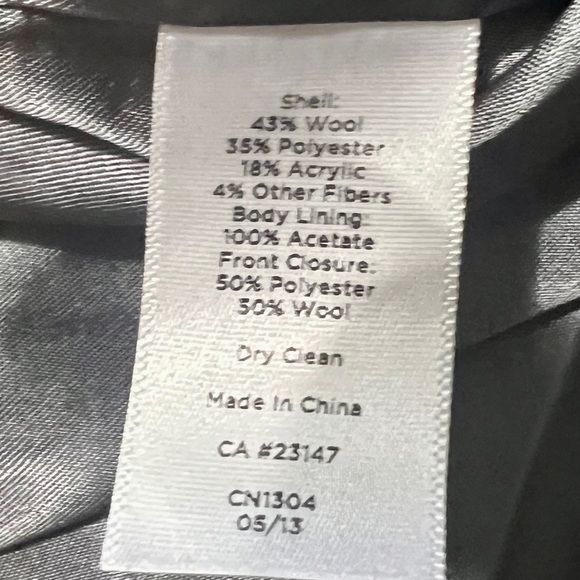 Shell:
43% Wool
35% Polyester
18% Acrylic
4% Other Fibers
Body Lining:
100% Acetate
Front Closure:
50% Polyester
50% Wool
Dry Clean
Made In China
CA #23147
CN1304
05/13